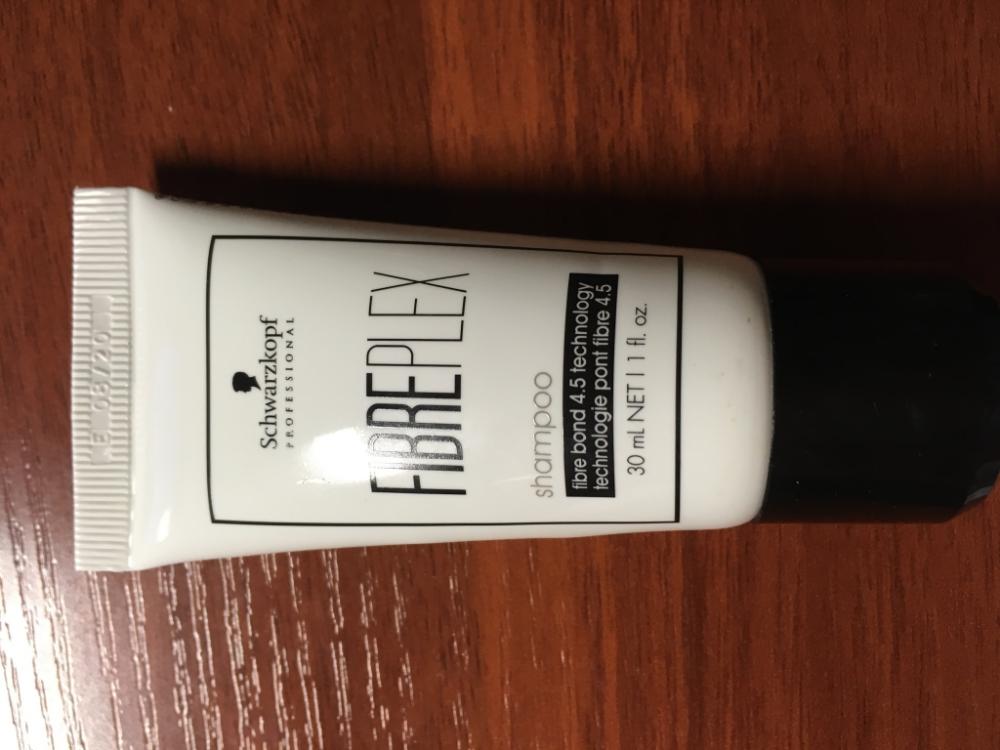 Schwarzkopf
PROFESSIONAL
FIBREPLEX
shampoo
fibre bond 4.5 technology
technologie pont fibre 4.5
30 mL NET | 1 fl. oz.